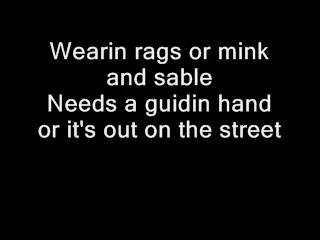 Wearin rags or mink
and sable
Needs a guidin hand
or it's out on the street